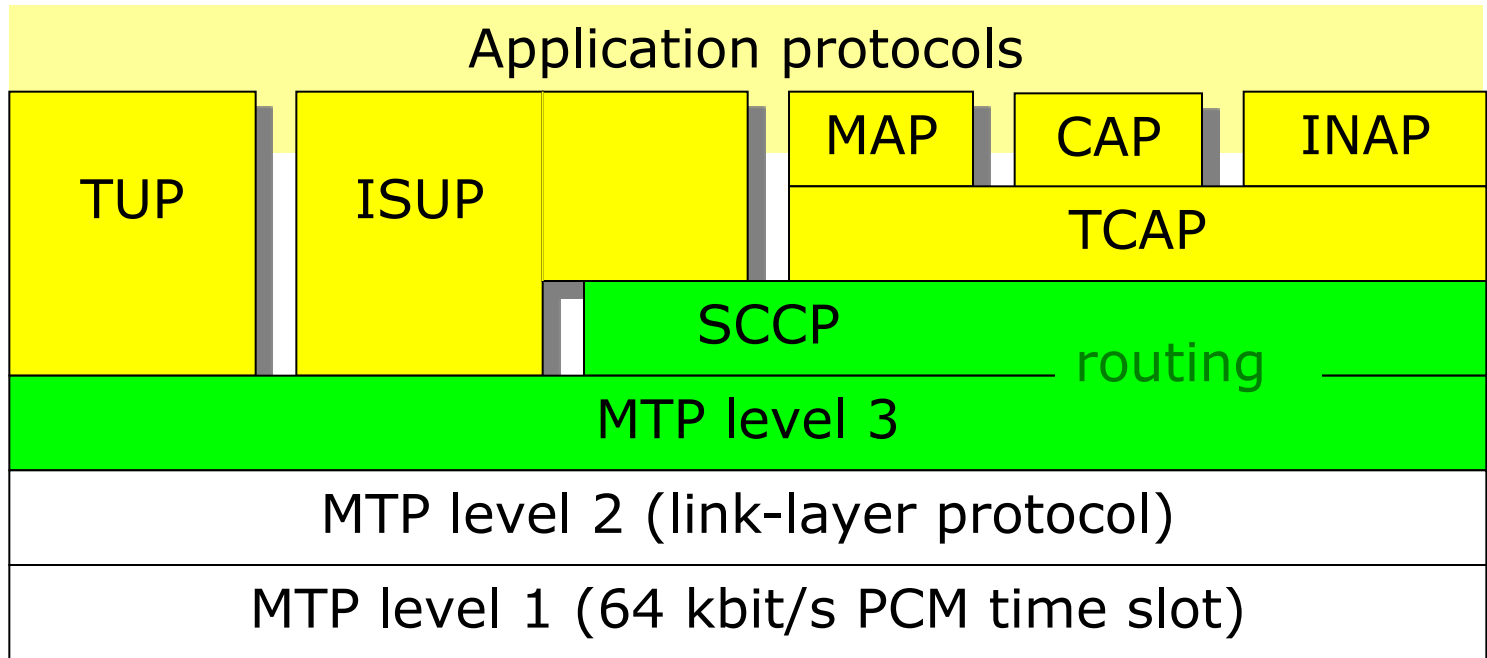 Application protocols
MAP
CAP
INAP
TUP
ISUP
TCAP
SCCP
routing
MTP level 3
MTP level 2 (link-layer protocol)
MTP level 1 (64 kbit/s PCM time slot)